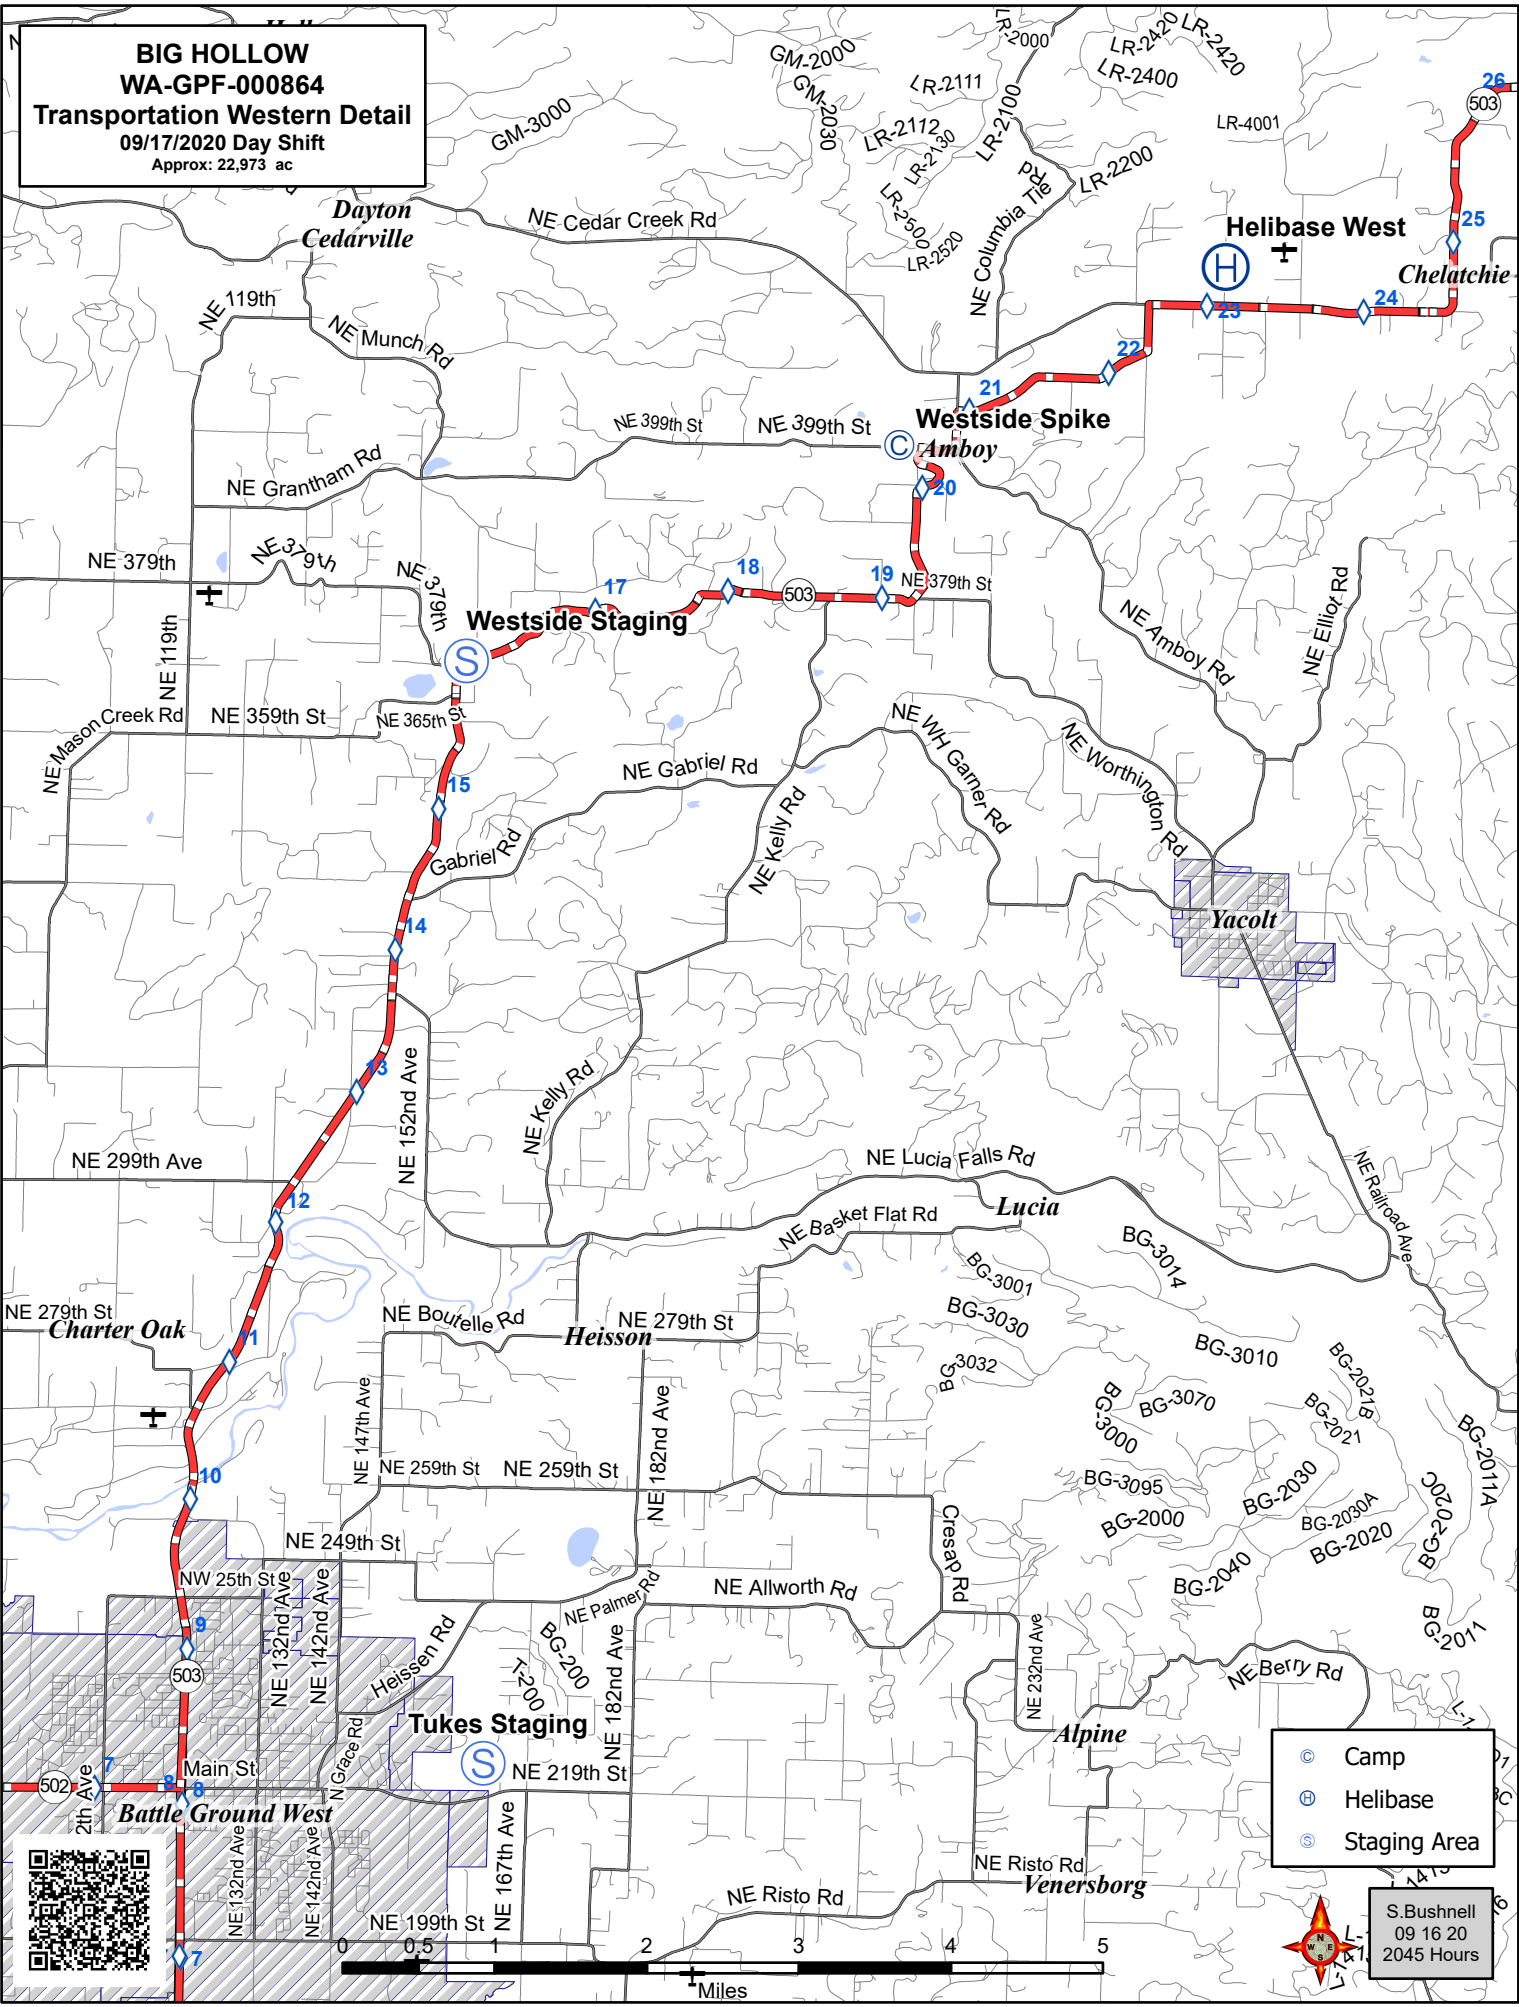 BIG HOLLOW
WA-GPF-000864
Transportation Western Detail
09/17/2020 Day Shift
Approx: 22,973 ac
GM-2000
LR-2000
LR-2420
LR-2420
LR-2400
26
503
GM-3000
GM-2030
LR-2111
LR-2112
LR-2130
LR-2100
LR-4001
LR-2200
LR-2500
LR-2520
NE Columbia Tie Rd
Dayton
Cedarville
NE Cedar Creek Rd
Helibase West
H
25
Chelatchie
NE 119th
NE Munch Rd
23
24
22
21
NE 399th St
NE 399th St
Westside Spike
C
Amboy
NE Grantham Rd
20
NE 379th
NE 379th
NE 379th
17
18
503
19
NE 379th St
Westside Staging
S
NE 119th
NE Amboy Rd
NE Elliot Rd
NE Mason Creek Rd
NE 359th St
NE 365th St
NE WH Garner Rd
NE Worthington Rd
15
NE Gabriel Rd
NE Kelly Rd
Gabriel Rd
14
Yacolt
13
NE 152nd Ave
NE Kelly Rd
NE 299th Ave
NE Lucia Falls Rd
NE Railroad Ave
12
Lucia
NE Basket Flat Rd
BG-3014
BG-3001
NE 279th St
Charter Oak
NE Boutelle Rd
Heisson
NE 279th St
BG-3030
11
BG-3010
BG-3032
BG-2021B
NE 147th Ave
NE 182nd Ave
BG-3000
BG-3070
BG-2021
BG-2011A
10
NE 259th St
NE 259th St
BG-3095
BG-2030
BG-2030A
BG-2000
BG-2020
BG-2020C
NE 249th St
Cresap Rd
NW 25th St
NE 132nd Ave
NE 142nd Ave
NE Palmer Rd
NE Allworth Rd
BG-2040
BG-2011
9
503
Heissen Rd
BG-200
T-200
NE 182nd Ave
NE 232nd Ave
NE Berry Rd
Tukes Staging
S
Alpine
N Grace Rd
Main St
7
8
8
502
NE 219th St
Battle Ground West
C Camp
H Helibase
S Staging Area
NE 132nd Ave
NE 142nd Ave
NE 167th Ave
NE Risto Rd
NE Risto Rd
Venersborg
NE 199th St
7
0 0.5 1 2 3 4 5
Miles
N
W E
S
S.Bushnell
09 16 20
2045 Hours